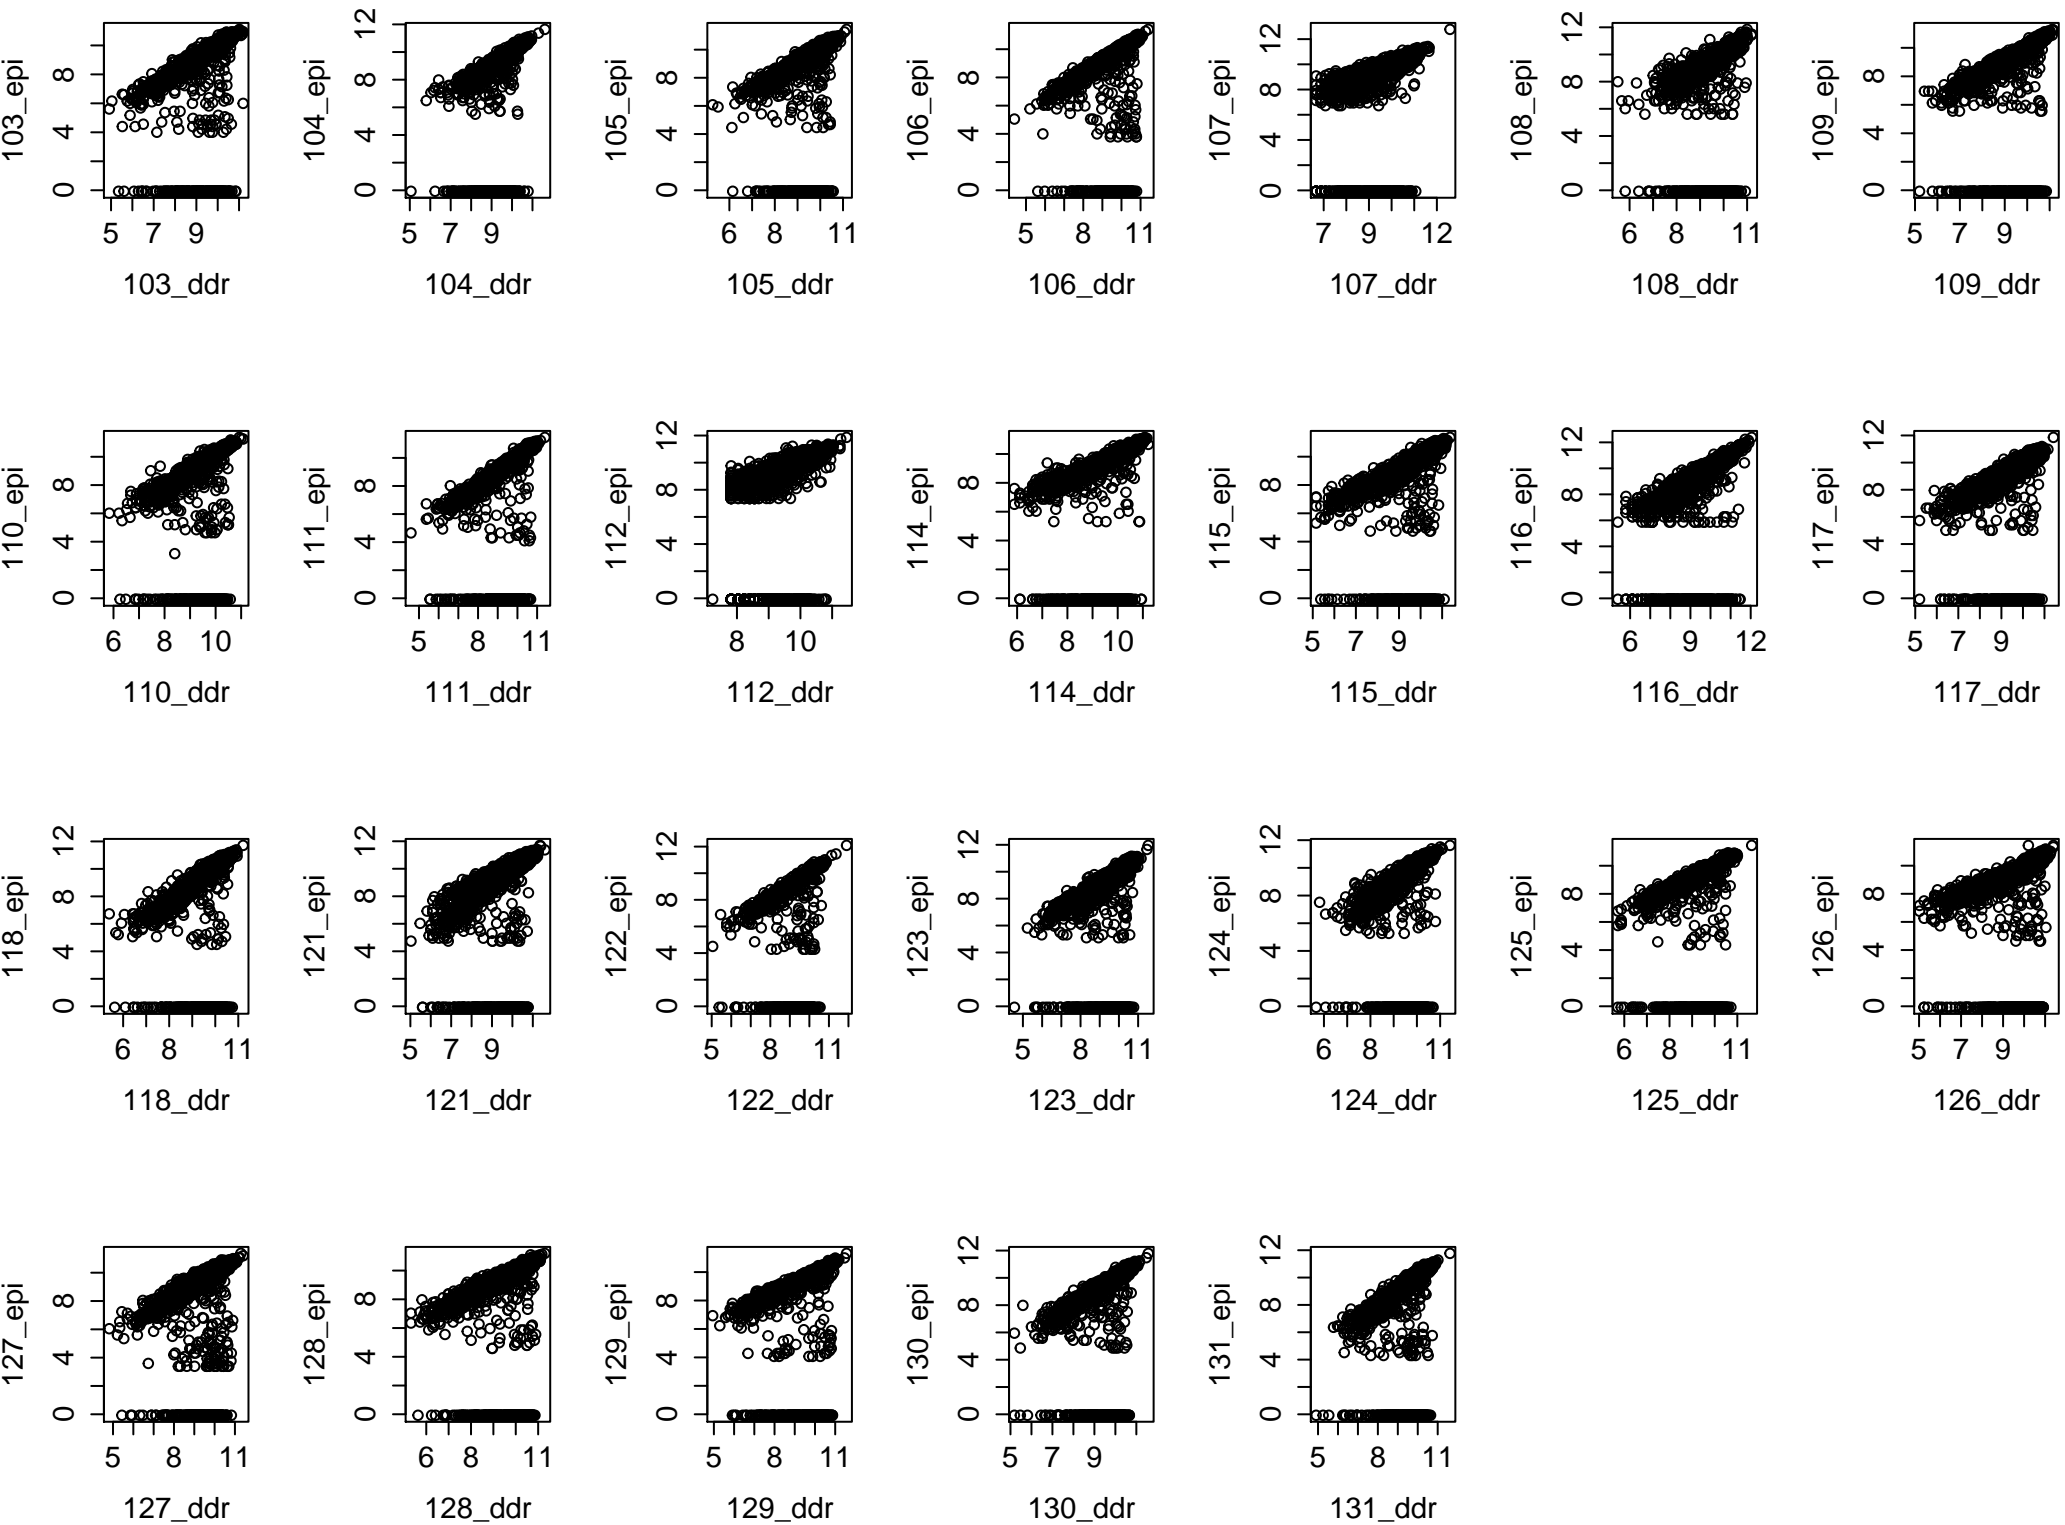 103_epi 0 4 8 5 7 9 103_ddr
104_epi 0 4 8 12 5 7 9 104_ddr
105_epi 0 4 8 6 8 11 105_ddr
106_epi 0 4 8 5 8 11 106_ddr
107_epi 0 4 8 12 7 9 12 107_ddr
108_epi 0 4 8 12 6 8 11 108_ddr
109_epi 0 4 8 5 7 9 109_ddr
110_epi 0 4 8 6 8 10 110_ddr
111_epi 0 4 8 5 8 11 111_ddr
112_epi 0 4 8 12 8 10 112_ddr
114_epi 0 4 8 6 8 10 114_ddr
115_epi 0 4 8 5 7 9 115_ddr
116_epi 0 4 8 12 6 9 12 116_ddr
117_epi 0 4 8 12 5 7 9 117_ddr
118_epi 0 4 8 12 6 8 11 118_ddr
121_epi 0 4 8 12 5 7 9 121_ddr
122_epi 0 4 8 12 5 8 11 122_ddr
123_epi 0 4 8 12 5 8 11 123_ddr
124_epi 0 4 8 12 6 8 11 124_ddr
125_epi 0 4 8 6 8 11 125_ddr
126_epi 0 4 8 5 7 9 126_ddr
127_epi 0 4 8 5 8 11 127_ddr
128_epi 0 4 8 6 8 11 128_ddr
129_epi 0 4 8 5 8 11 129_ddr
130_epi 0 4 8 12 5 7 9 130_ddr
131_epi 0 4 8 12 5 8 11 131_ddr